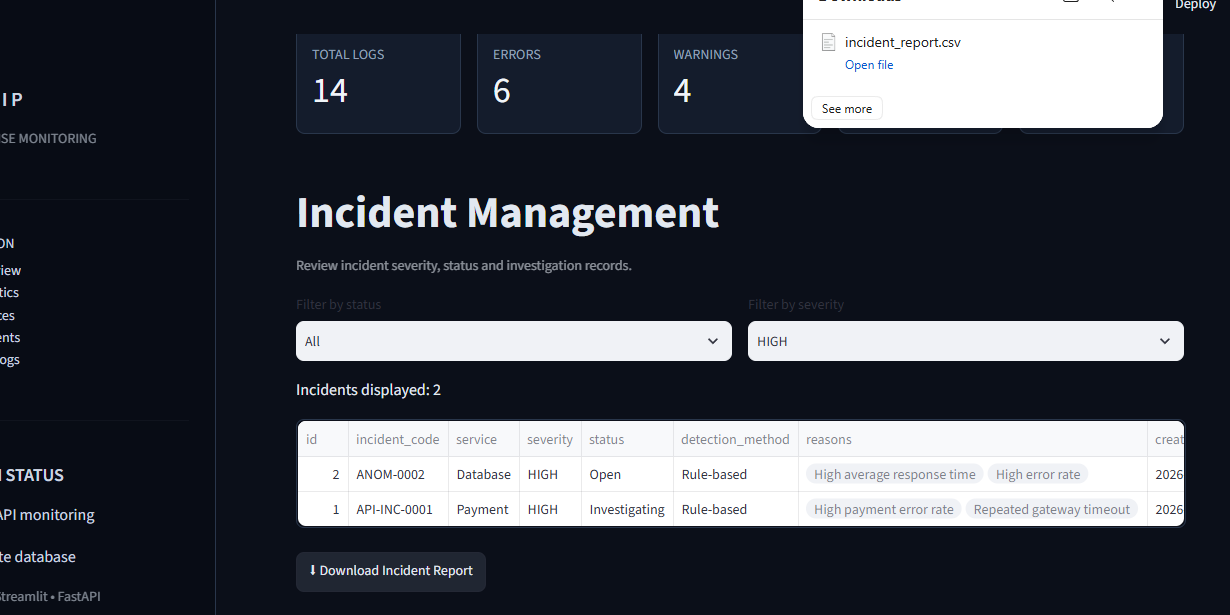 Deploy
incident_report.csv
Open file
See more
TOTAL LOGS
14
ERRORS
6
WARNINGS
4
I P
SE MONITORING
ON
iew
tics
ces
ents
ogs
STATUS
API monitoring
te database
Streamlit • FastAPI
Incident Management
Review incident severity, status and investigation records.
Filter by status
Filter by severity
All
HIGH
Incidents displayed: 2
id incident_code service severity status detection_method reasons creat
2 ANOM-0002 Database HIGH Open Rule-based High average response time High error rate 2026
1 API-INC-0001 Payment HIGH Investigating Rule-based High payment error rate Repeated gateway timeout 2026
⬇ Download Incident Report